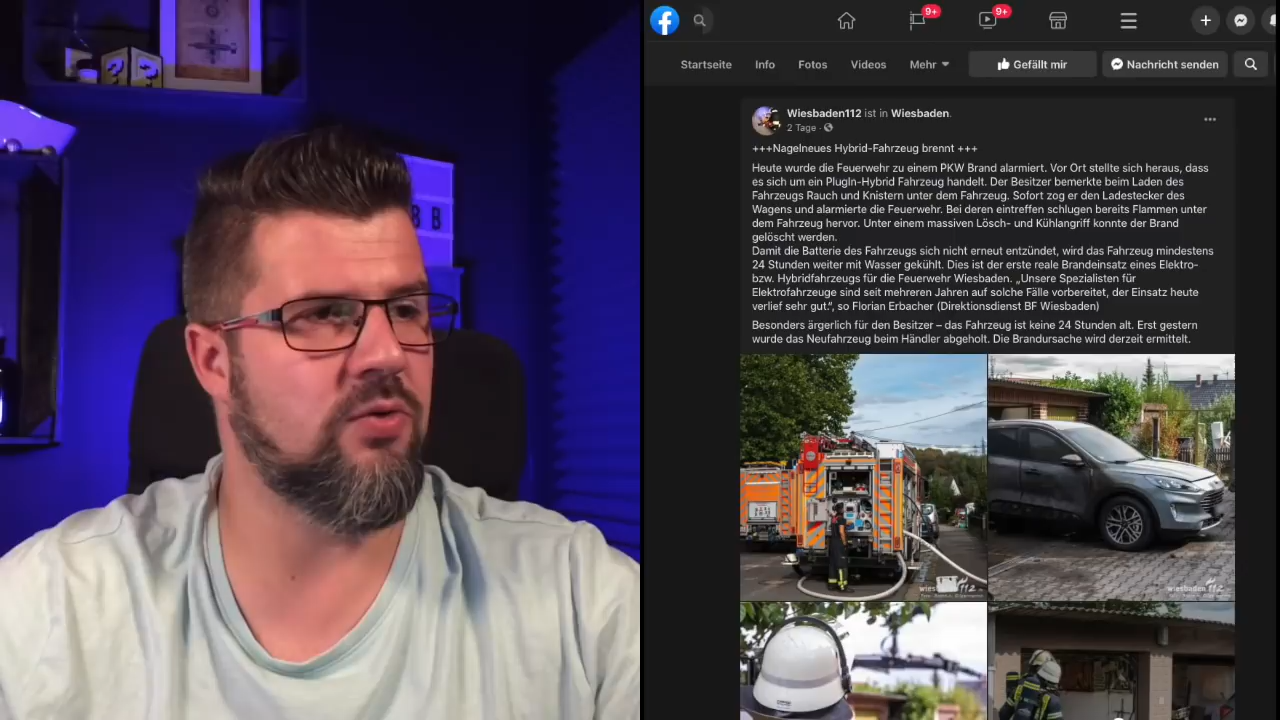 9+
9+
Startseite
Info
Fotos
Videos
Mehr
Gefällt mir
Nachricht senden
Wiesbaden112 ist in Wiesbaden.
2 Tage ·
+++Nagelneues Hybrid-Fahrzeug brennt +++
Heute wurde die Feuerwehr zu einem PKW Brand alarmiert. Vor Ort stellte sich heraus, dass
es sich um ein PlugIn-Hybrid Fahrzeug handelt. Der Besitzer bemerkte beim Laden des
Fahrzeugs Rauch und Knistern unter dem Fahrzeug. Sofort zog er den Ladestecker des
Wagens und alarmierte die Feuerwehr. Bei deren eintreffen schlugen bereits Flammen unter
dem Fahrzeug hervor. Unter einem massiven Lösch- und Kühlangriff konnte der Brand
gelöscht werden.
Damit die Batterie des Fahrzeugs sich nicht erneut entzündet, wird das Fahrzeug mindestens
24 Stunden weiter mit Wasser gekühlt. Dies ist der erste reale Brandeinsatz eines Elektro-
bzw. Hybridfahrzeugs für die Feuerwehr Wiesbaden. „Unsere Spezialisten für
Elektrofahrzeuge sind seit mehreren Jahren auf solche Fälle vorbereitet, der Einsatz heute
verlief sehr gut.", so Florian Erbacher (Direktionsdienst BF Wiesbaden)
Besonders ärgerlich für den Besitzer – das Fahrzeug ist keine 24 Stunden alt. Erst gestern
wurde das Neufahrzeug beim Händler abgeholt. Die Brandursache wird derzeit ermittelt.
wiesbaden112
? ?
B B